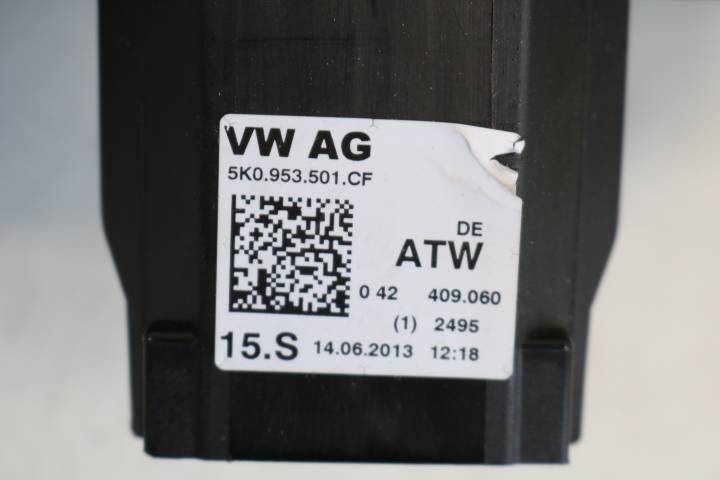 VW AG
5K0.953.501.CF
DE
ATW
0 42 409.060
(1) 2495
15.S 14.06.2013 12:18